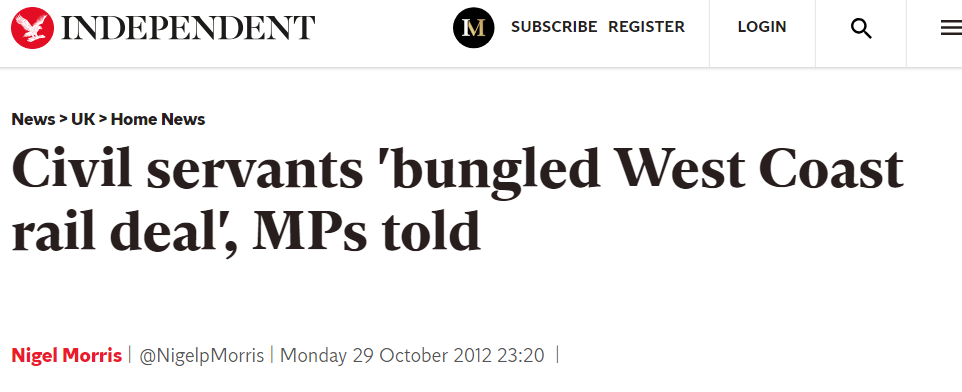 INDEPENDENT
M SUBSCRIBE REGISTER LOGIN
News > UK > Home News
Civil servants 'bungled West Coast
rail deal', MPs told
Nigel Morris | @NigelpMorris | Monday 29 October 2012 23:20 |